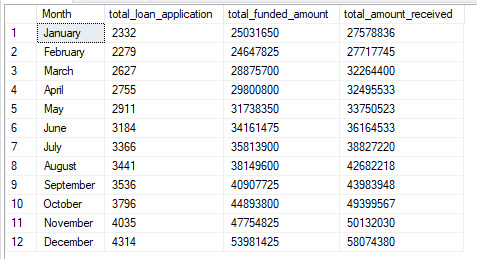 Month total_loan_application total_funded_amount total_amount_received
1 January 2332 25031650 27578836
2 February 2279 24647825 27717745
3 March 2627 28875700 32264400
4 April 2755 29800800 32495533
5 May 2911 31738350 33750523
6 June 3184 34161475 36164533
7 July 3366 35813900 38827220
8 August 3441 38149600 42682218
9 September 3536 40907725 43983948
10 October 3796 44893800 49399567
11 November 4035 47754825 50132030
12 December 4314 53981425 58074380